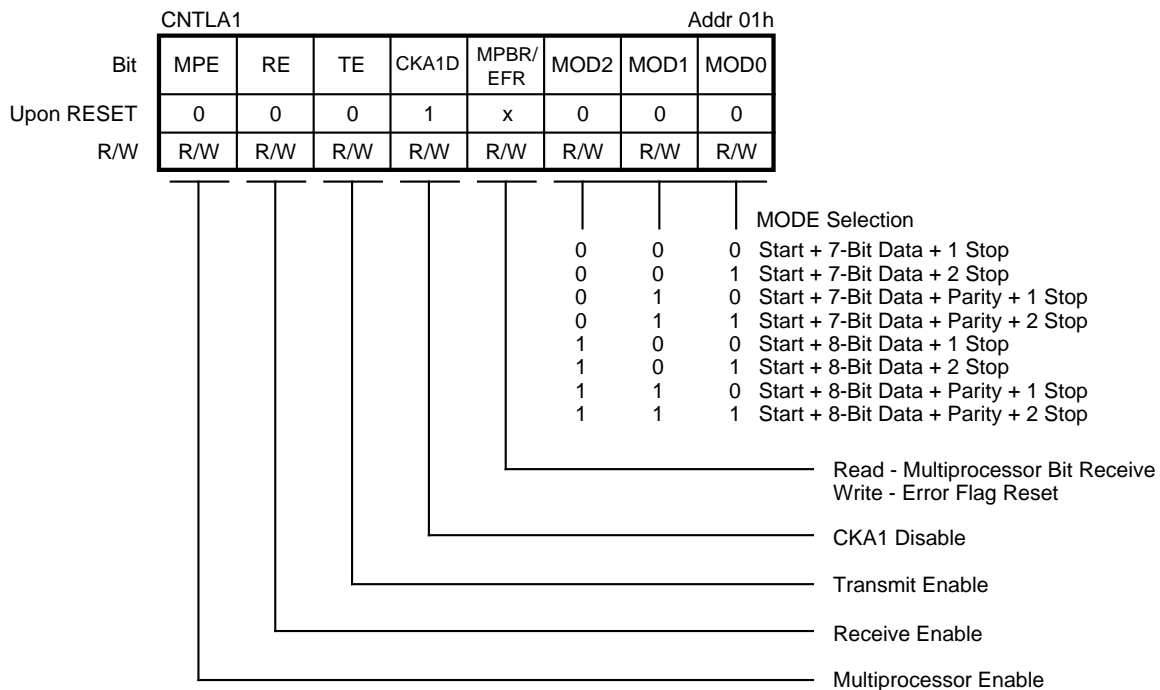 CNTLA1 Addr 01h
Bit MPE RE TE CKA1D MPBR/ EFR MOD2 MOD1 MOD0
Upon RESET 0 0 0 1 x 0 0 0
R/W R/W R/W R/W R/W R/W R/W R/W R/W
MODE Selection
0 0 0 Start + 7-Bit Data + 1 Stop
0 0 1 Start + 7-Bit Data + 2 Stop
0 1 0 Start + 7-Bit Data + Parity + 1 Stop
0 1 1 Start + 7-Bit Data + Parity + 2 Stop
1 0 0 Start + 8-Bit Data + 1 Stop
1 0 1 Start + 8-Bit Data + 2 Stop
1 1 0 Start + 8-Bit Data + Parity + 1 Stop
1 1 1 Start + 8-Bit Data + Parity + 2 Stop
Read - Multiprocessor Bit Receive
Write - Error Flag Reset
CKA1 Disable
Transmit Enable
Receive Enable
Multiprocessor Enable